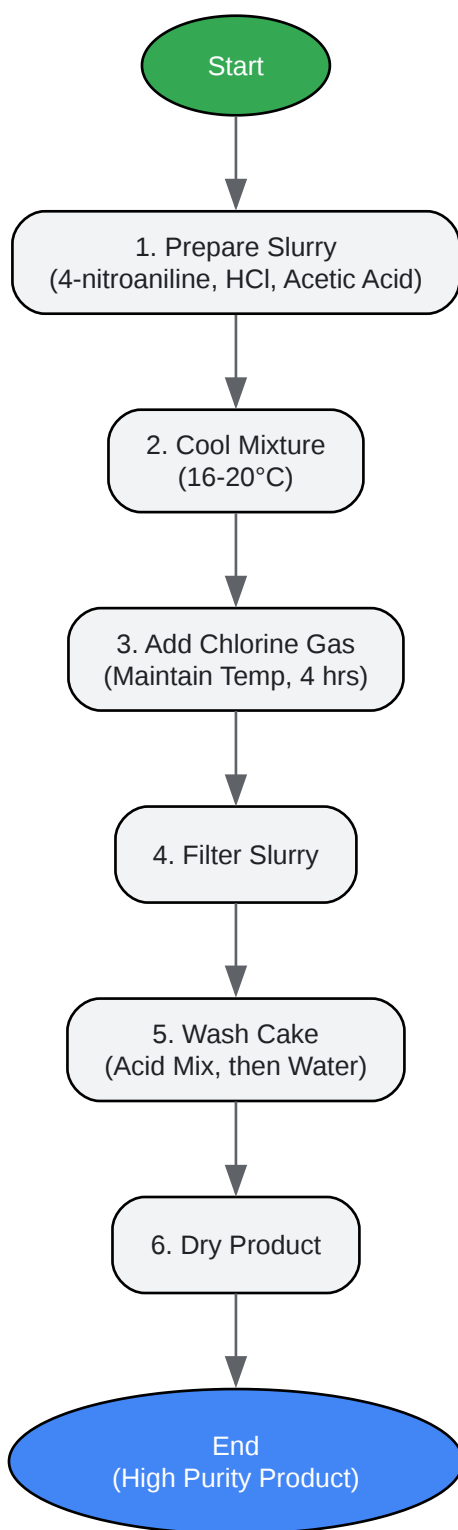 Start
1. Prepare Slurry
(4-nitroaniline, HCl, Acetic Acid)
2. Cool Mixture
(16-20°C)
3. Add Chlorine Gas
(Maintain Temp, 4 hrs)
4. Filter Slurry
5. Wash Cake
(Acid Mix, then Water)
6. Dry Product
End
(High Purity Product)